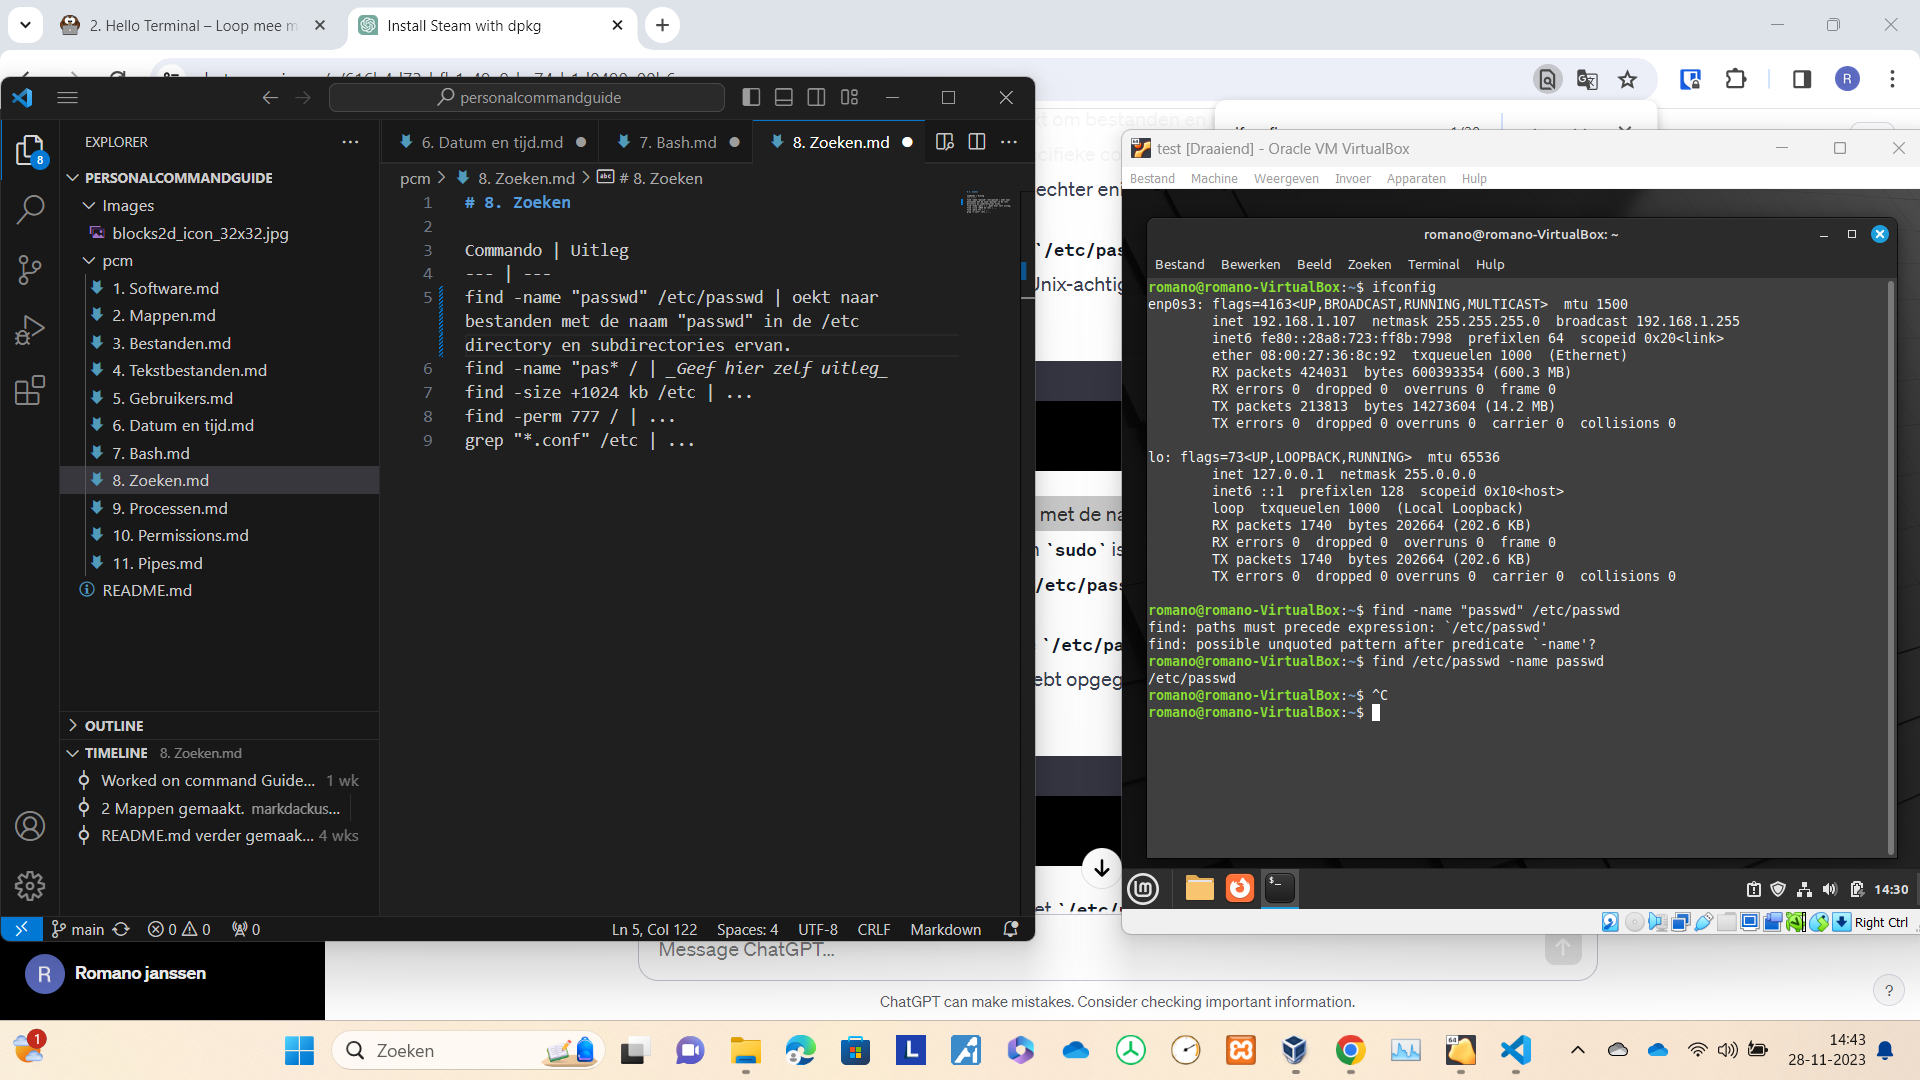 2. Hello Terminal – Loop mee m
Install Steam with dpkg
R
personalcommandguide
8
EXPLORER
PERSONALCOMMANDGUIDE
Images
blocks2d_icon_32x32.jpg
pcm
1. Software.md
2. Mappen.md
3. Bestanden.md
4. Tekstbestanden.md
5. Gebruikers.md
6. Datum en tijd.md
7. Bash.md
8. Zoeken.md
9. Processen.md
10. Permissions.md
11. Pipes.md
README.md
OUTLINE
TIMELINE 8. Zoeken.md
Worked on command Guide... 1 wk
2 Mappen gemaakt. markdackus...
README.md verder gemaak... 4 wks
6. Datum en tijd.md
7. Bash.md
8. Zoeken.md
pcm > 8. Zoeken.md > # 8. Zoeken
1 # 8. Zoeken
2
3 Commando | Uitleg
4 --- | ---
5 find -name "passwd" /etc/passwd | oekt naar
bestanden met de naam "passwd" in de /etc
directory en subdirectories ervan.
6 find -name "pas* / | _Geef hier zelf uitleg_
7 find -size +1024 kb /etc | ...
8 find -perm 777 / | ...
9 grep "*.conf" /etc | ...
main 0 0 0
Ln 5, Col 122 Spaces: 4 UTF-8 CRLF Markdown
om bestanden en
echter en
`/etc/pas
Unix-achtig
met de na
`sudo` is
/etc/pass
`/etc/pa
ebt opgeg
et `/etc/
test [Draaiend] - Oracle VM VirtualBox
Bestand Machine Weergeven Invoer Apparaten Hulp
romano@romano-VirtualBox: ~
Bestand Bewerken Beeld Zoeken Terminal Hulp
romano@romano-VirtualBox:~$ ifconfig
enp0s3: flags=4163<UP,BROADCAST,RUNNING,MULTICAST> mtu 1500
inet 192.168.1.107 netmask 255.255.255.0 broadcast 192.168.1.255
inet6 fe80::28a8:723:ff8b:7998 prefixlen 64 scopeid 0x20<link>
ether 08:00:27:36:8c:92 txqueuelen 1000 (Ethernet)
RX packets 424031 bytes 600393354 (600.3 MB)
RX errors 0 dropped 0 overruns 0 frame 0
TX packets 213813 bytes 14273604 (14.2 MB)
TX errors 0 dropped 0 overruns 0 carrier 0 collisions 0
lo: flags=73<UP,LOOPBACK,RUNNING> mtu 65536
inet 127.0.0.1 netmask 255.0.0.0
inet6 ::1 prefixlen 128 scopeid 0x10<host>
loop txqueuelen 1000 (Local Loopback)
RX packets 1740 bytes 202664 (202.6 KB)
RX errors 0 dropped 0 overruns 0 frame 0
TX packets 1740 bytes 202664 (202.6 KB)
TX errors 0 dropped 0 overruns 0 carrier 0 collisions 0
romano@romano-VirtualBox:~$ find -name "passwd" /etc/passwd
find: paths must precede expression: `/etc/passwd'
find: possible unquoted pattern after predicate `-name'?
romano@romano-VirtualBox:~$ find /etc/passwd -name passwd
/etc/passwd
romano@romano-VirtualBox:~$ ^C
romano@romano-VirtualBox:~$
14:30
Right Ctrl
R Romano janssen
Message ChatGPT...
ChatGPT can make mistakes. Consider checking important information.
?
1
Zoeken
L
64
14:43
28-11-2023